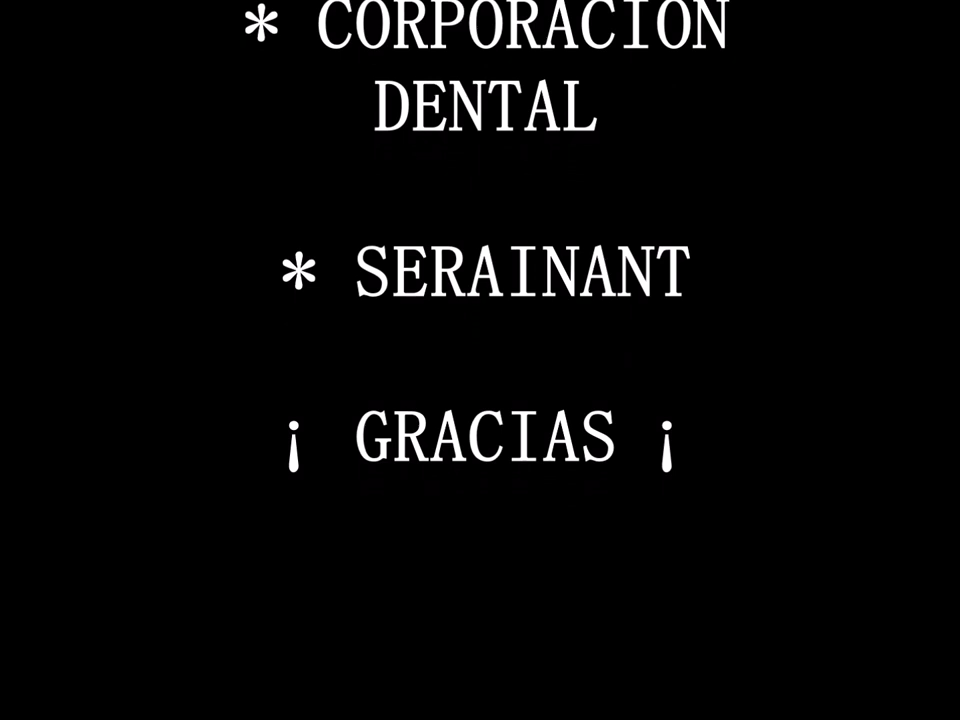 * CORPORACION
DENTAL
* SERAINANT
¡ GRACIAS ¡